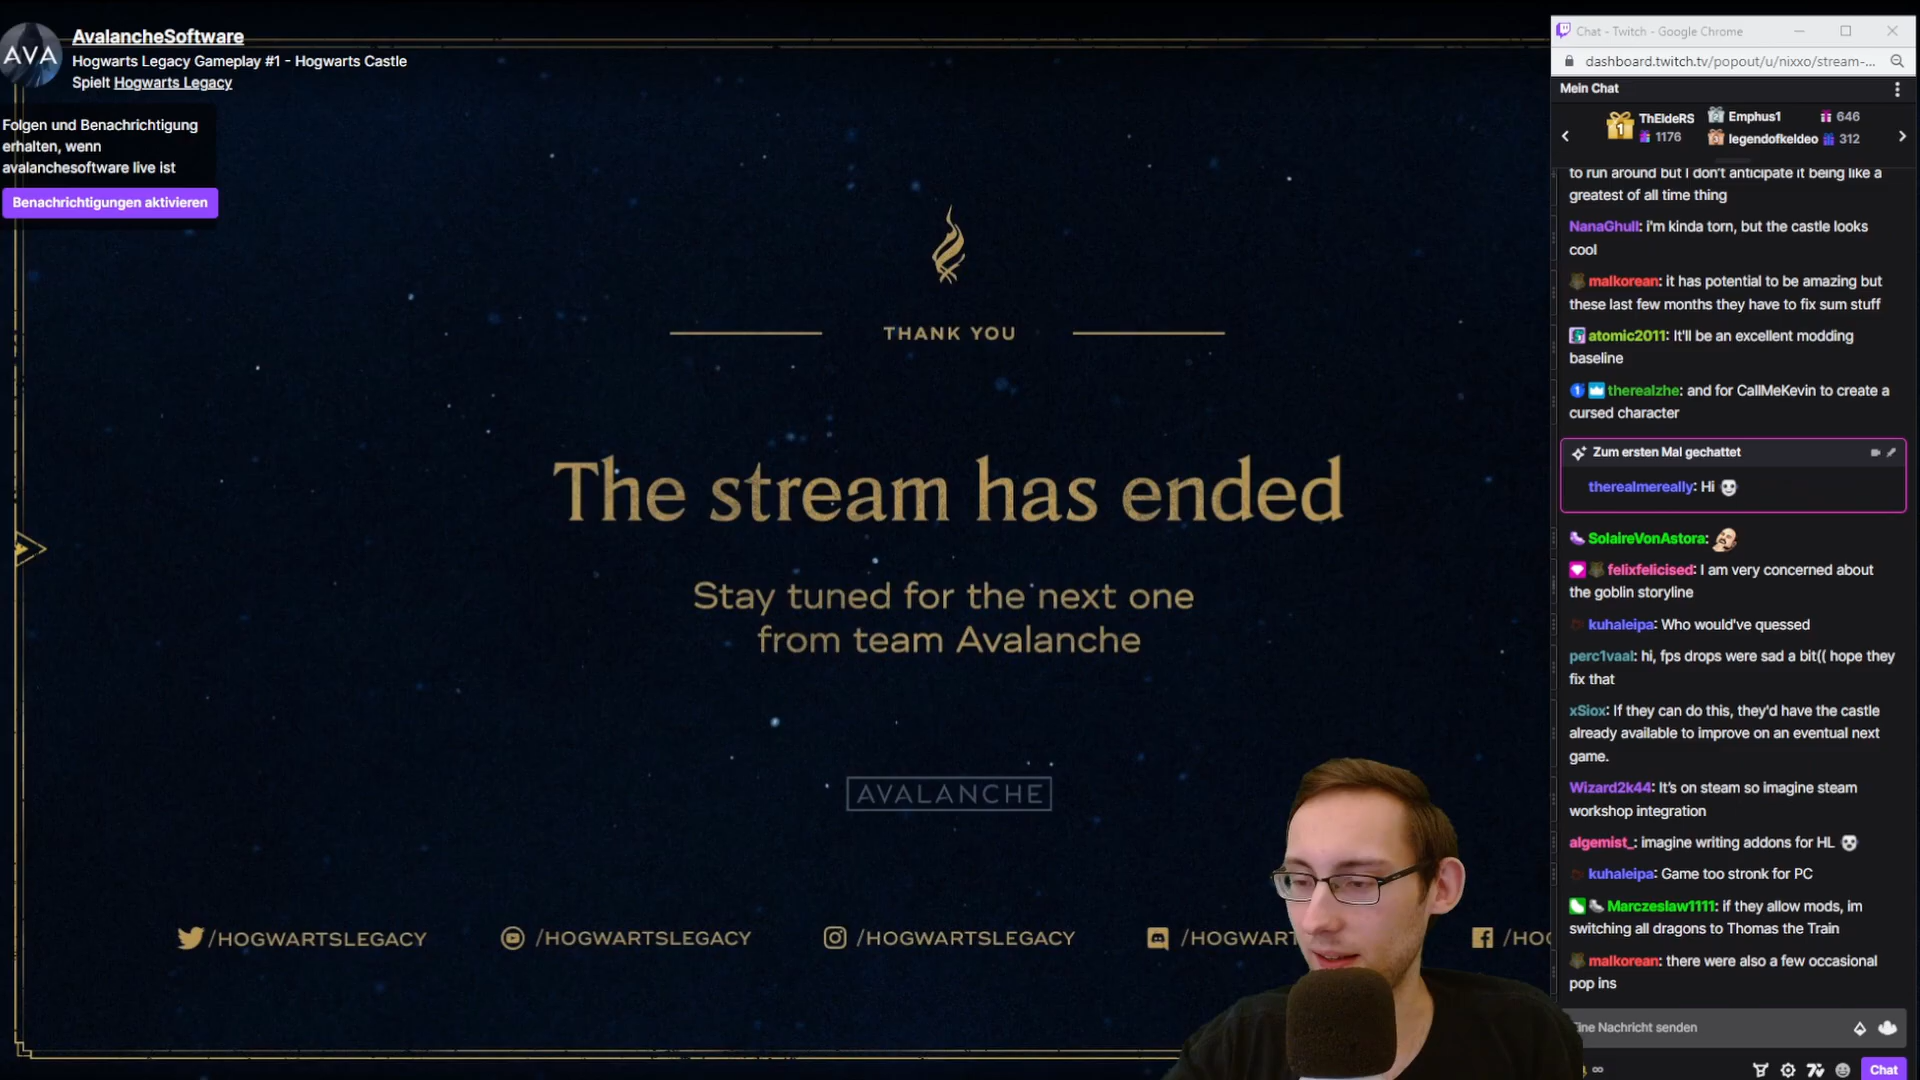 AVA
AvalancheSoftware
Hogwarts Legacy Gameplay #1 - Hogwarts Castle
Spielt Hogwarts Legacy
Folgen und Benachrichtigung
erhalten, wenn
avalanchesoftware live ist
Benachrichtigungen aktivieren
THANK YOU
The stream has ended
Stay tuned for the next one
from team Avalanche
AVALANCHE
/HOGWARTSLEGACY
/HOGWARTSLEGACY
/HOGWARTSLEGACY
/HOGWART
/HO
Chat - Twitch - Google Chrome
dashboard.twitch.tv/popout/u/nixxo/stream-...
Mein Chat
1 ThEldeRS 1176
Emphus1 646
legendofkeldeo 312
to run around but I don't anticipate it being like a
greatest of all time thing
NanaGhull: i'm kinda torn, but the castle looks
cool
malkorean: it has potential to be amazing but
these last few months they have to fix sum stuff
atomic2011: It'll be an excellent modding
baseline
therealzhe: and for CallMeKevin to create a
cursed character
Zum ersten Mal gechattet
therealmereally: Hi
SolaireVonAstora:
felixfelicised: I am very concerned about
the goblin storyline
kuhaleipa: Who would've quessed
perc1vaal: hi, fps drops were sad a bit(( hope they
fix that
xSiox: If they can do this, they'd have the castle
already available to improve on an eventual next
game.
Wizard2k44: It's on steam so imagine steam
workshop integration
algemist_: imagine writing addons for HL
kuhaleipa: Game too stronk for PC
Marczeslaw1111: if they allow mods, im
switching all dragons to Thomas the Train
malkorean: there were also a few occasional
pop ins
Eine Nachricht senden
∞
Chat